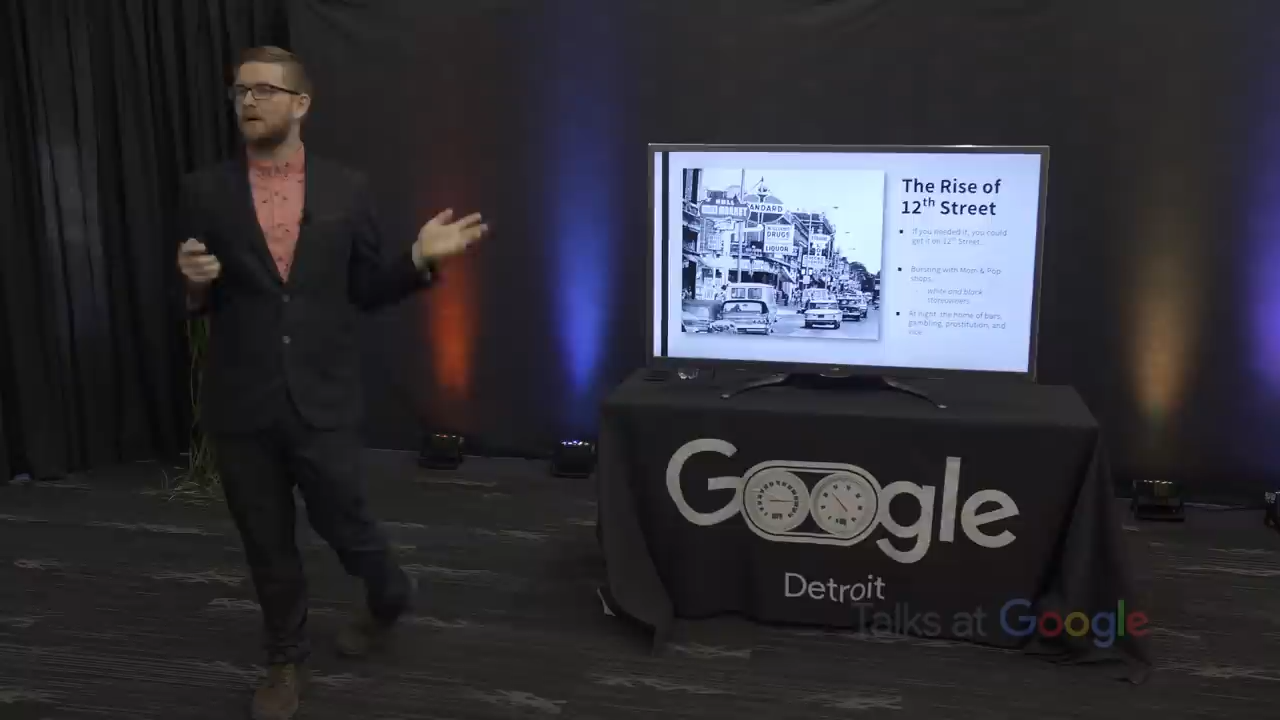 The Rise of
12th Street
If you needed it, you could
get it on 12th Street.
Bursting with Mom & Pop
shops,
white and black
storeowners
At night, the home of bars,
gambling, prostitution, and
vice.
ANDARD
DRUGS
LIQUOR
Google
Detroit
Talks at Google